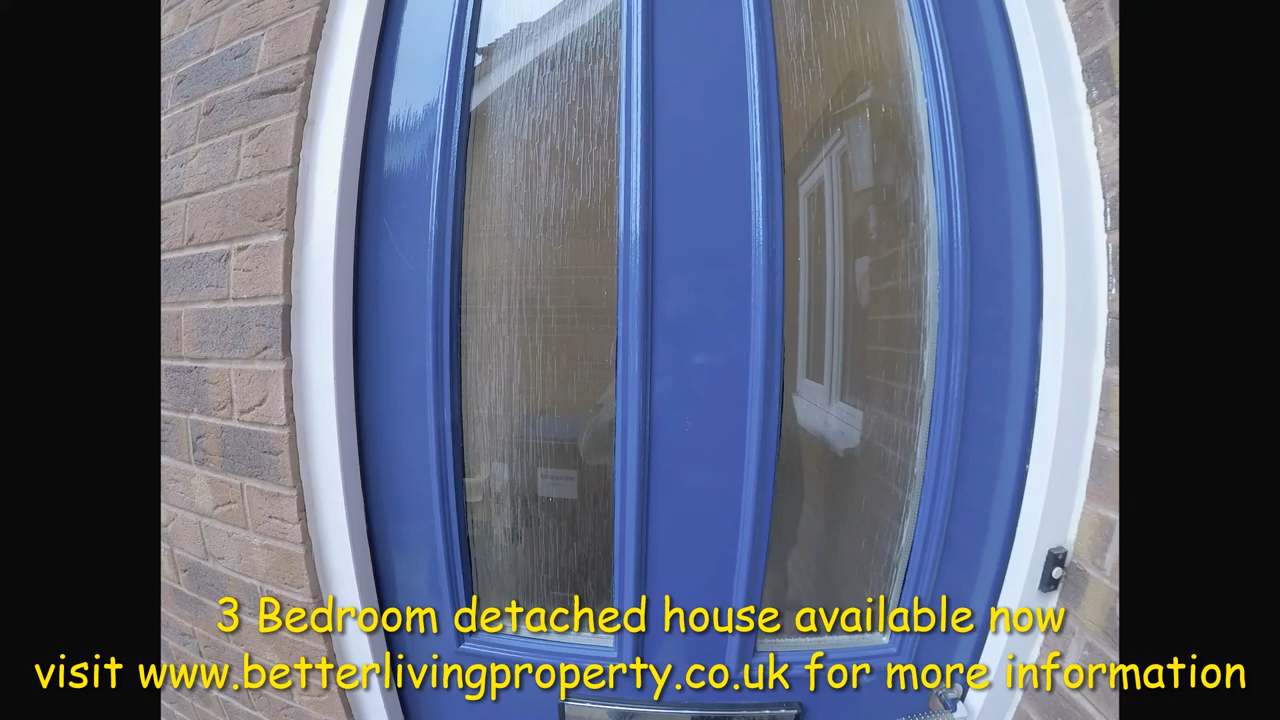 3 Bedroom detached house available now
visit www.betterlivingproperty.co.uk for more information